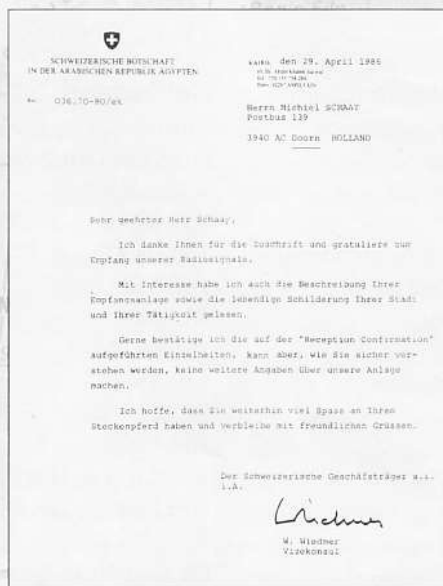 SCHWEIZERISCHE BOTSCHAFT
IN DER ARABISCHEN REPUBLIK ÄGYPTEN
KAIRO, den 29. April 1986
036.70-80/
Herrn Michiel SCHAAY
Postbus
3940 AC Doorn HOLLAND
Sehr geehrter Herr Schaay,
Ich danke Ihnen für die Zuschrift und gratuliere zum
Empfang unserer Radiosignale.
Mit Interesse habe ich auch die Beschreibung Ihrer
Empfangsanlage sowie die lebendige Schilderung Ihrer Stadt
und Ihrer Tätigkeit gelesen.
Gerne bestätige ich die auf der "Reception Confirmation"
aufgeführten Einzelheiten, kann aber, wie Sie sicher ver-
stehen werden, keine weitere Angaben über unsere Anlage
machen.
Ich hoffe, dass Sie weiterhin viel Spass an Ihrem
Steckenpferd haben und verbleibe mit freundlichen Grüssen.
Der Schweizerische Geschäftsträger a.i.
i.A.
W. Widmer
Vizekonsul